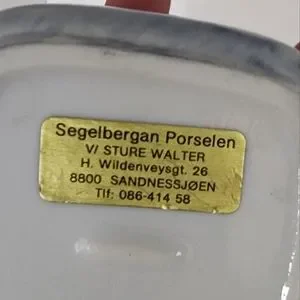 Segelbergan Porselen
V/ STURE WALTER
H. Wildenveysgt. 26
8800 SANDNESSJØEN
Tlf: 086-414 58